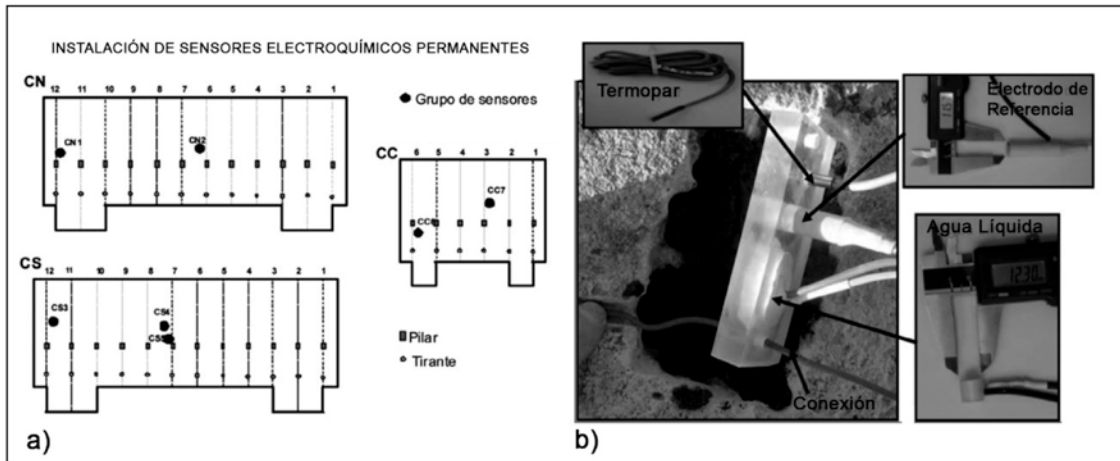 INSTALACIÓN DE SENSORES ELECTROQUÍMICOS PERMANENTES
CN
12 11 10 9 8 7 6 5 4 3 2 1
CN1
CN2
Grupo de sensores
CC
6 5 4 3 2 1
CC7
CC6
CS
12 11 10 9 8 7 6 5 4 3 2 1
CS3
CS4
CS5
Pilar
Tirante
a)
Termopar
Electrodo de
Referencia
Agua Líquida
1230
Conexión
b)